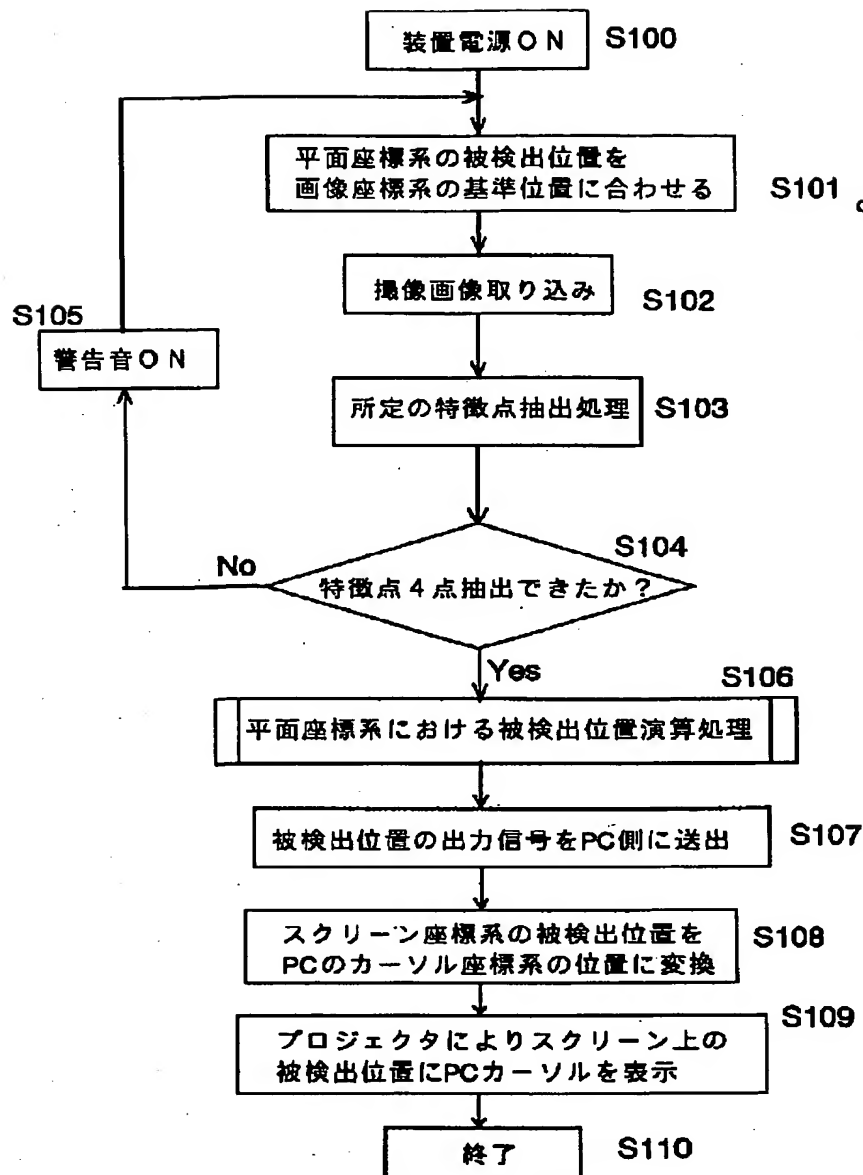 装置電源ON S100
平面座標系の被検出位置を
画像座標系の基準位置に合わせる S101
撮像画像取り込み S102
S105
警告音ON
所定の特徴点抽出処理 S103
S104
No
特徴点4点抽出できたか？
Yes
S106
平面座標系における被検出位置演算処理
被検出位置の出力信号をPC側に送出 S107
スクリーン座標系の被検出位置を
PCのカーソル座標系の位置に変換 S108
S109
プロジェクタによりスクリーン上の
被検出位置にPCカーソルを表示
終了 S110